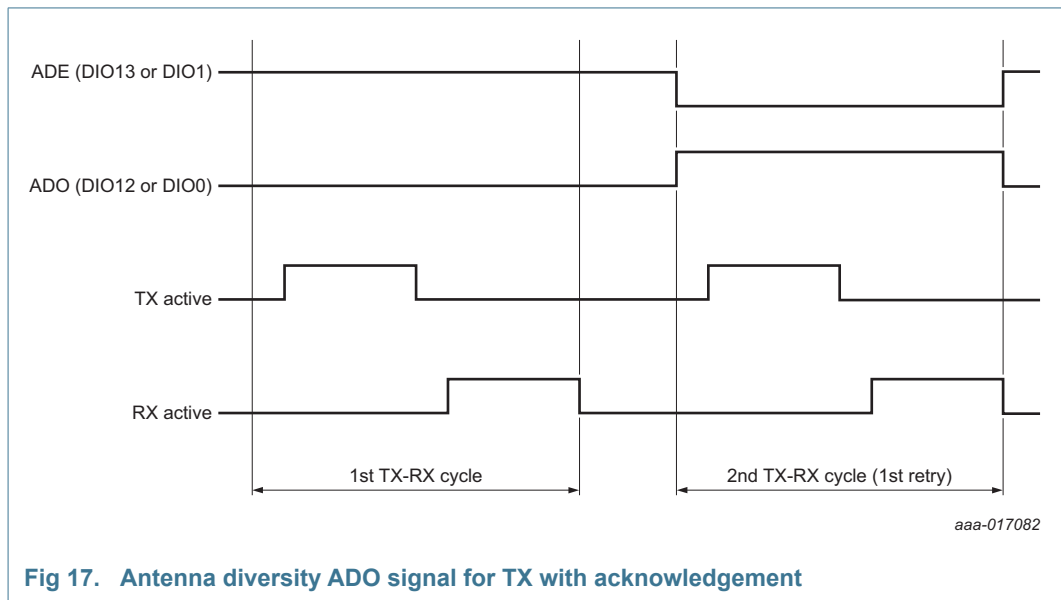 ADE (DIO13 or DIO1)
ADO (DIO12 or DIO0)
TX active
RX active
1st TX-RX cycle
2nd TX-RX cycle (1st retry)
aaa-017082
Fig 17. Antenna diversity ADO signal for TX with acknowledgement